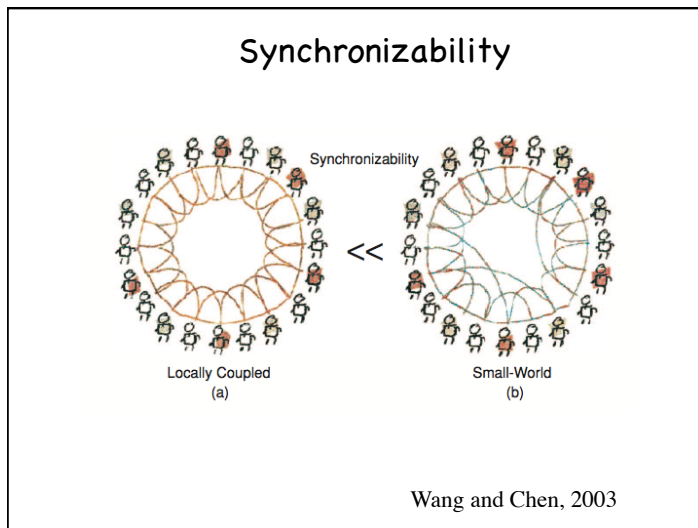 Synchronizability
Synchronizability
<<
Locally Coupled
(a)
Small-World
(b)
Wang and Chen, 2003